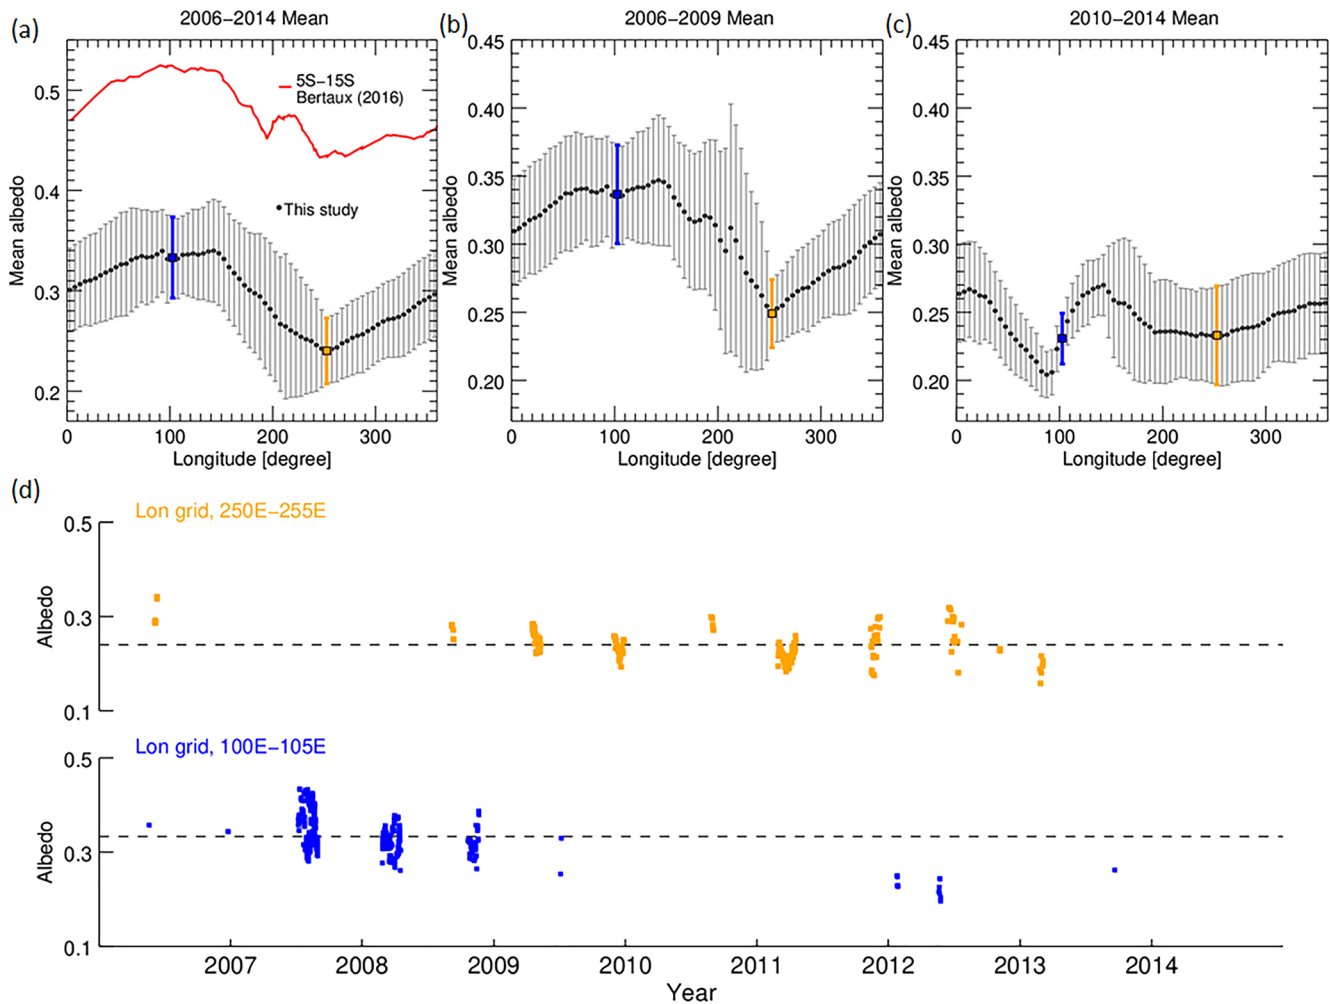 (a)
2006−2014 Mean
5S−15S
Bertaux (2016)
This study
Mean albedo
0.5
0.4
0.3
0.2
0
100
200
300
Longitude [degree]
(b)
2006−2009 Mean
Mean albedo
0.45
0.40
0.35
0.30
0.25
0.20
0
100
200
300
Longitude [degree]
(c)
2010−2014 Mean
Mean albedo
0.45
0.40
0.35
0.30
0.25
0.20
0
100
200
300
Longitude [degree]
(d)
Lon grid, 250E−255E
Albedo
0.5
0.3
0.1
Lon grid, 100E−105E
Albedo
0.5
0.3
0.1
2007
2008
2009
2010
2011
2012
2013
2014
Year